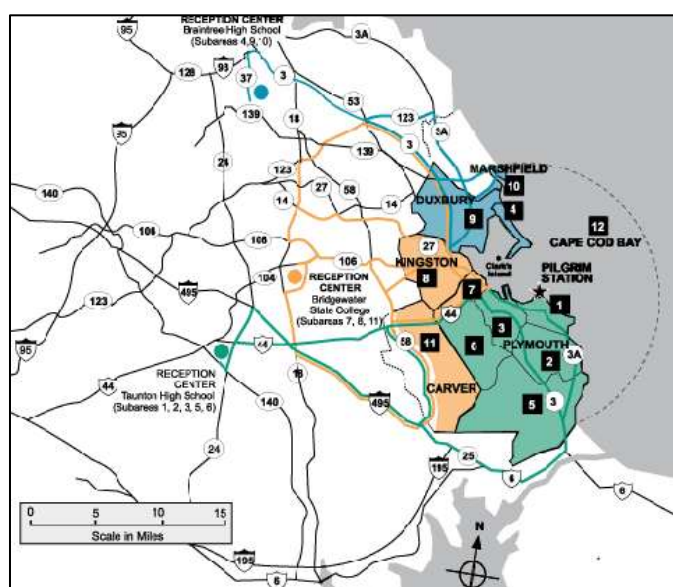 RECEPTION CENTER
Braintree High School
(Subareas 4,9,10)
95
3A
128
93
37
3
53
139
18
123
3A
3
139
95
24
MARSHFIELD
10
123
58
DUXBURY
140
27
14
14
9
4
12
CAPE COD BAY
106
106
27
KINGSTON
106
Clark's
Island
PILGRIM
STATION
104
8
RECEPTION
CENTER
Bridgewater
State College
(Subareas 7, 8, 11)
7
1
495
123
44
3
PLYMOUTH
58
11
6
3A
95
44
2
RECEPTION
CENTER
Taunton High School
(Subareas 1, 2, 3, 5, 6)
CARVER
18
44
495
5
3
140
24
25
195
6
6
0 5 10 15
Scale in Miles
N
195
6